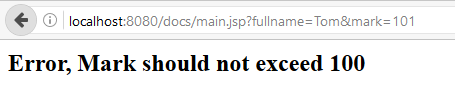 localhost:8080/docs/main.jsp?fullname=Tom&mark=101
Error, Mark should not exceed 100